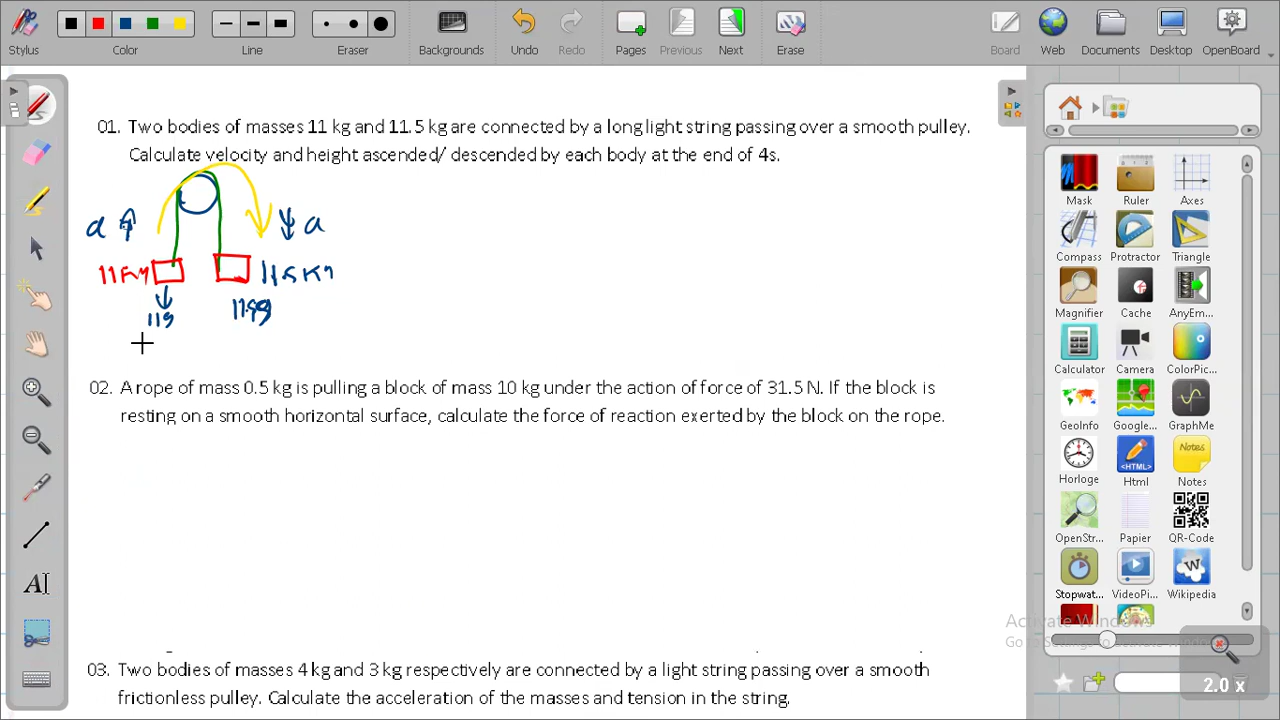 Stylus
Color
Line
Eraser
Backgrounds
Undo
Redo
Pages
Previous
Next
Erase
Board
Web
Documents
Desktop
OpenBoard
01. Two bodies of masses 11 kg and 11.5 kg are connected by a long light string passing over a smooth pulley.
Calculate velocity and height ascended/ descended by each body at the end of 4s.
a
a
11 Kg
11.5 Kg
11g
02. A rope of mass 0.5 kg is pulling a block of mass 10 kg under the action of force of 31.5 N. If the block is
resting on a smooth horizontal surface, calculate the force of reaction exerted by the block on the rope.
03. Two bodies of masses 4 kg and 3 kg respectively are connected by a light string passing over a smooth
frictionless pulley. Calculate the acceleration of the masses and tension in the string.
Mask
Ruler
Axes
Compass
Protractor
Triangle
Magnifier
Cache
AnyEm...
Calculator
Camera
ColorPic...
GeoInfo
Google...
GraphMe
Horloge
Html
Notes
OpenStr...
Papier
QR-Code
Stopwat...
VideoPi...
Wikipedia
Activate Windows
2.0 x